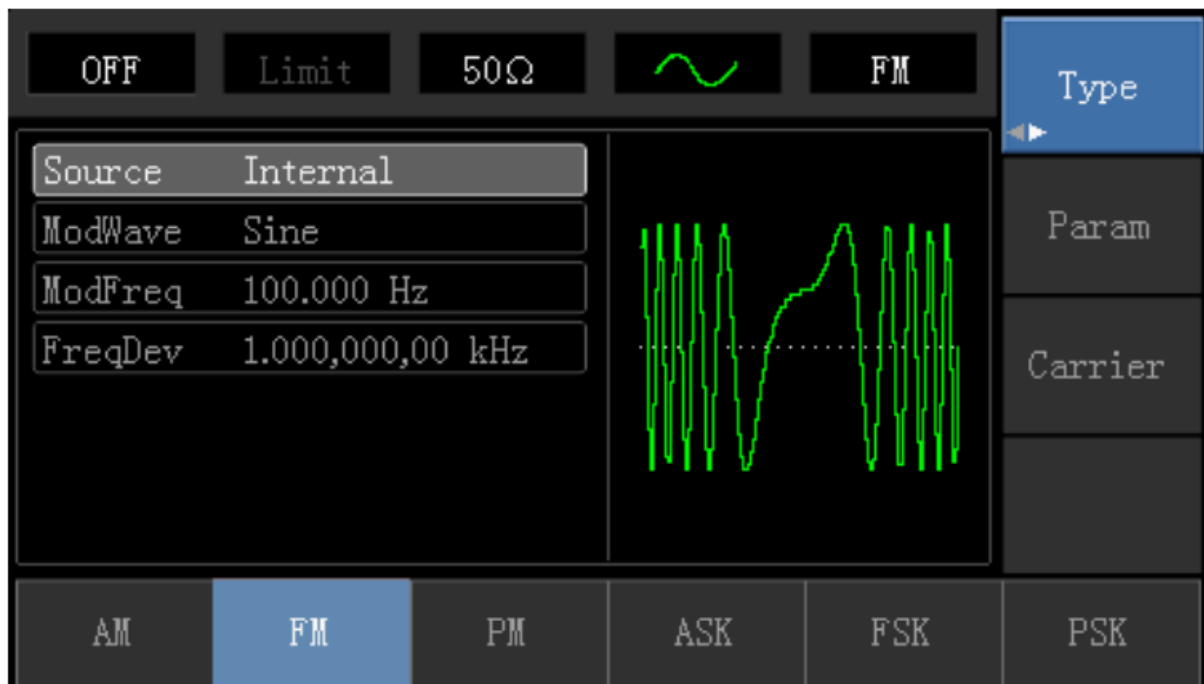 OFF Limit 50Ω FM
Type
Source Internal
ModWave Sine
Param
ModFreq 100.000 Hz
FreqDev 1.000,000,00 kHz
Carrier
AM FM PM ASK FSK PSK